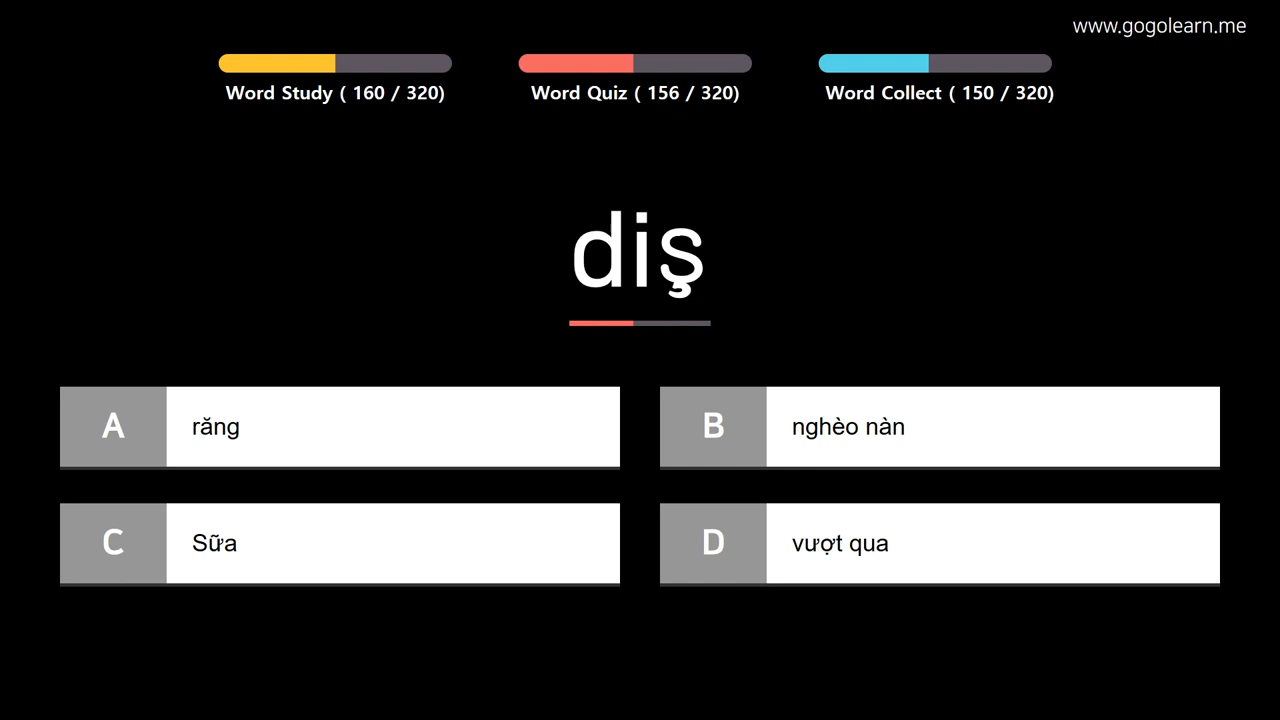 www.gogolearn.me
Word Study ( 160 / 320)
Word Quiz ( 156 / 320)
Word Collect ( 150 / 320)
diş
A răng
B nghèo nàn
C Sữa
D vượt qua